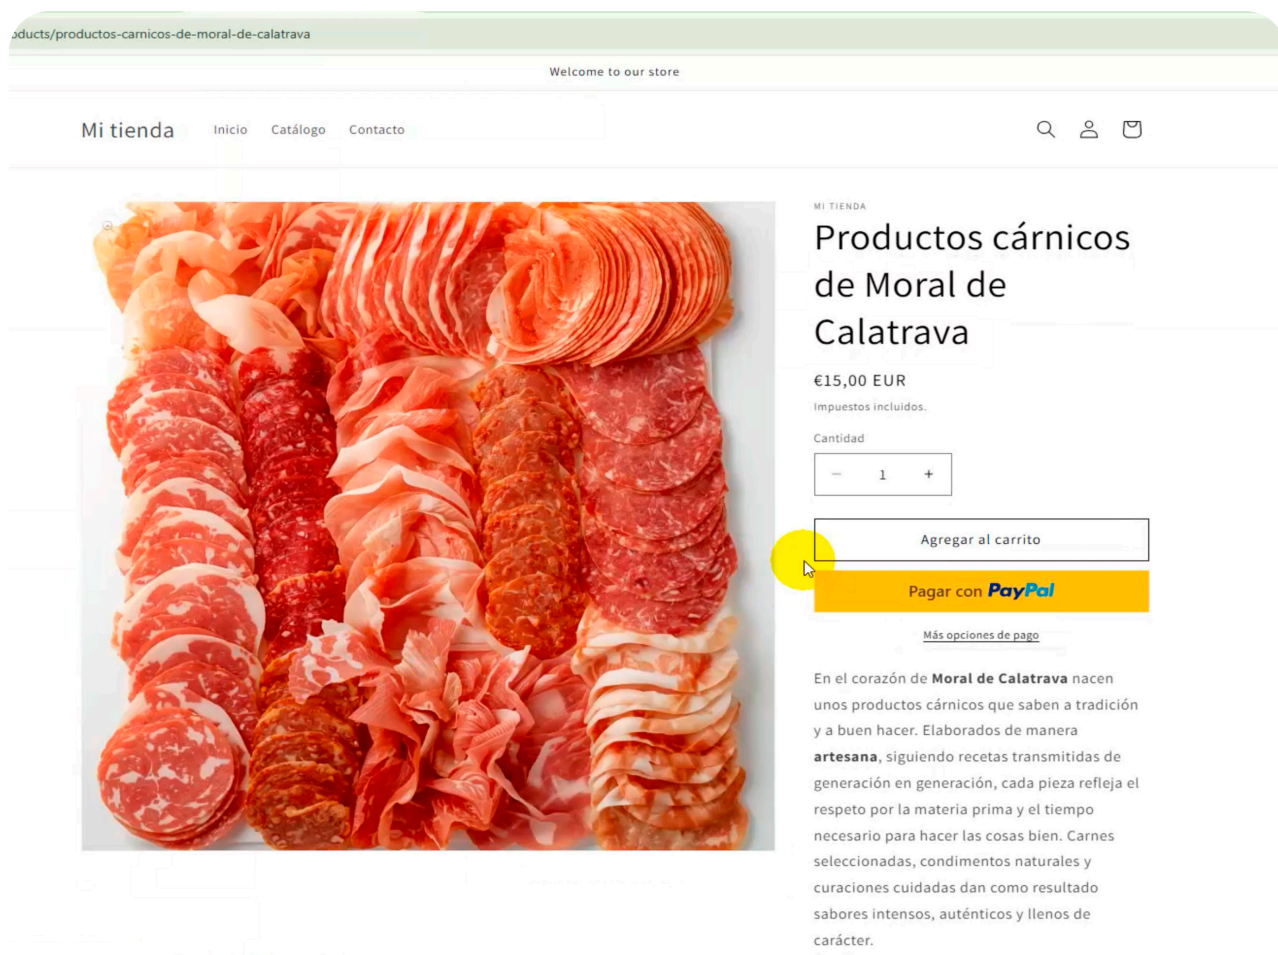 oducts/productos-carnicos-de-moral-de-calatrava
Welcome to our store
Mi tienda
Inicio
Catálogo
Contacto
MI TIENDA
Productos cárnicos
de Moral de
Calatrava
€15,00 EUR
Impuestos incluidos.
Cantidad
− 1 +
Agregar al carrito
Pagar con PayPal
Más opciones de pago
En el corazón de Moral de Calatrava nacen
unos productos cárnicos que saben a tradición
y a buen hacer. Elaborados de manera
artesana, siguiendo recetas transmitidas de
generación en generación, cada pieza refleja el
respeto por la materia prima y el tiempo
necesario para hacer las cosas bien. Carnes
seleccionadas, condimentos naturales y
curaciones cuidadas dan como resultado
sabores intensos, auténticos y llenos de
carácter.